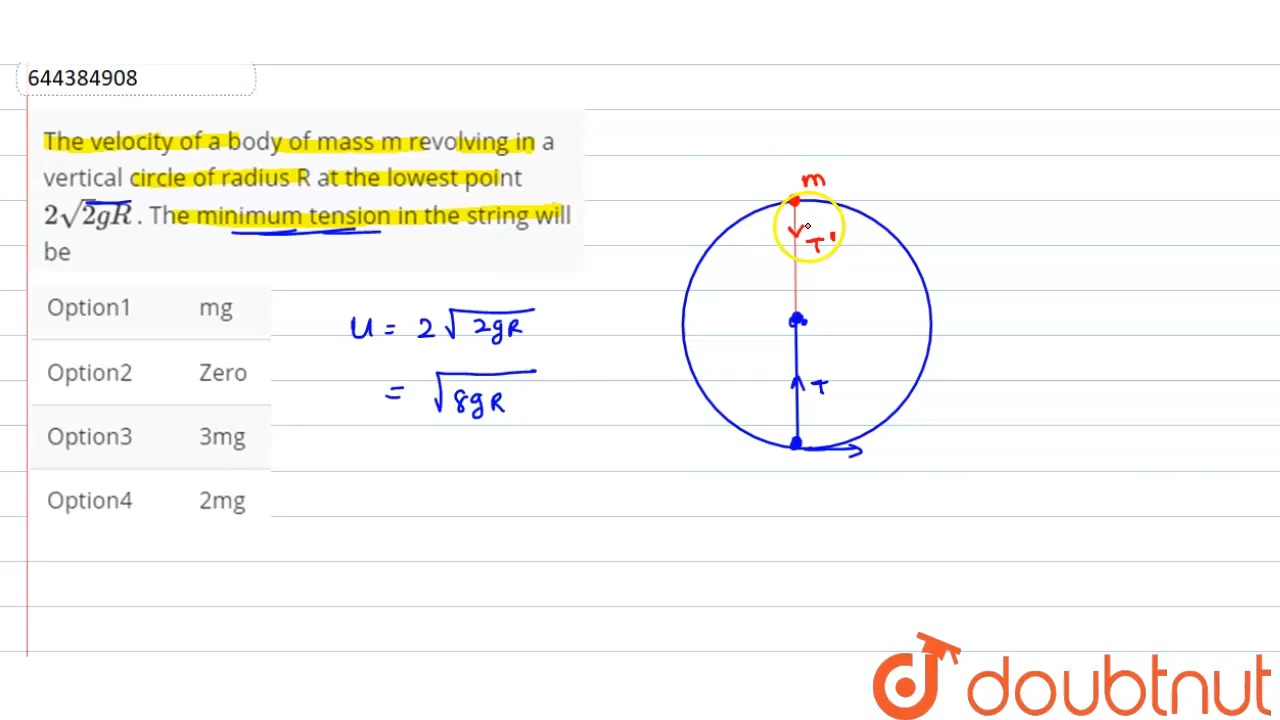 644384908
The velocity of a body of mass m revolving in a
vertical circle of radius R at the lowest point
2√2gR. The minimum tension in the string will
be
Option1 mg
Option2 Zero
Option3 3mg
Option4 2mg
u = 2√2gR
= √8gR
m
T'
T
doubtnut